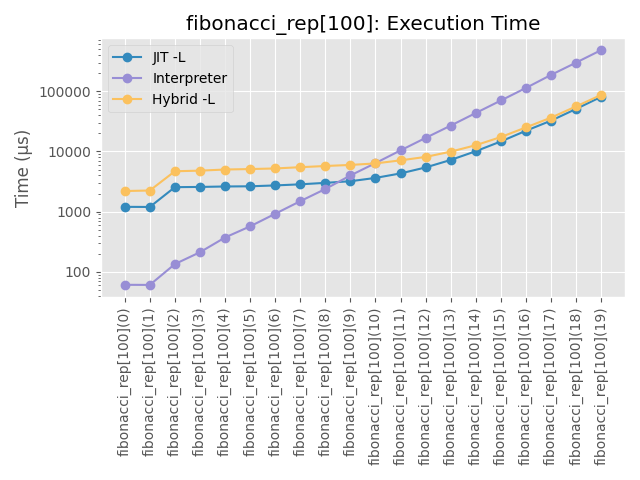 fibonacci_rep[100]: Execution Time
JIT -L
Interpreter
Hybrid -L
Time (µs)
100000
10000
1000
100
fibonacci_rep[100](0)
fibonacci_rep[100](1)
fibonacci_rep[100](2)
fibonacci_rep[100](3)
fibonacci_rep[100](4)
fibonacci_rep[100](5)
fibonacci_rep[100](6)
fibonacci_rep[100](7)
fibonacci_rep[100](8)
fibonacci_rep[100](9)
fibonacci_rep[100](10)
fibonacci_rep[100](11)
fibonacci_rep[100](12)
fibonacci_rep[100](13)
fibonacci_rep[100](14)
fibonacci_rep[100](15)
fibonacci_rep[100](16)
fibonacci_rep[100](17)
fibonacci_rep[100](18)
fibonacci_rep[100](19)